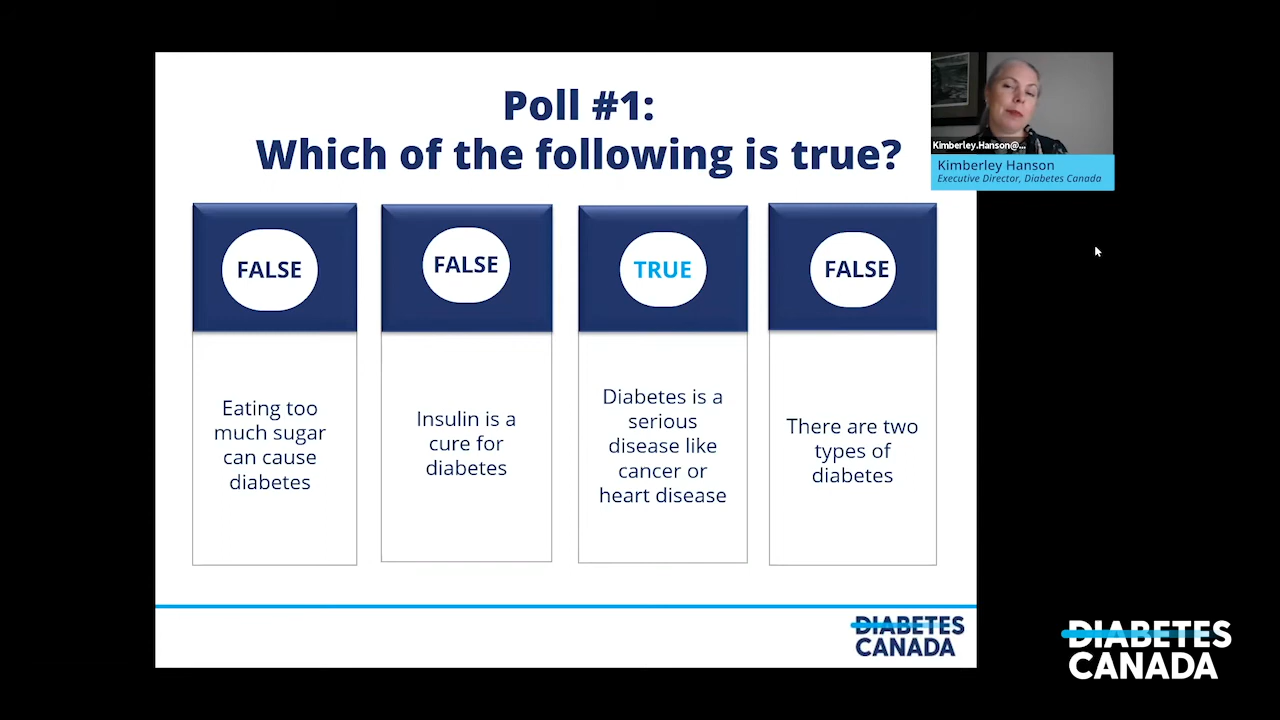 Poll #1:
Which of the following is true?
Kimberley.Hanson@...
Kimberley Hanson
Executive Director, Diabetes Canada
FALSE
FALSE
TRUE
FALSE
Eating too
much sugar
can cause
diabetes
Insulin is a
cure for
diabetes
Diabetes is a
serious
disease like
cancer or
heart disease
There are two
types of
diabetes
DIABETES
CANADA
DIABETES
CANADA